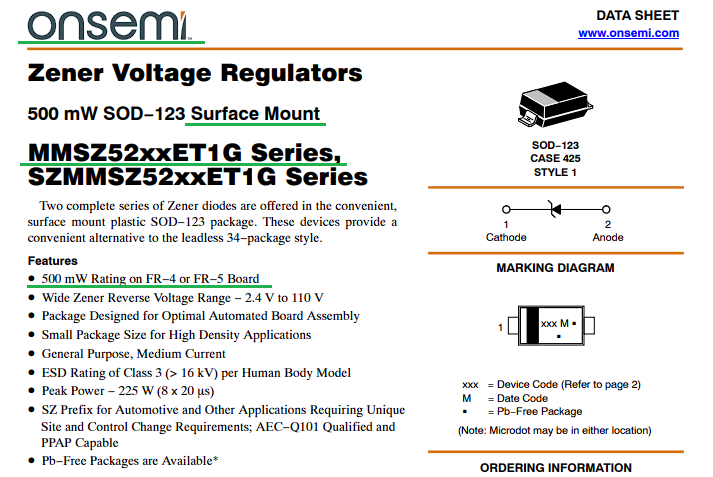 onsemi
DATA SHEET
www.onsemi.com
Zener Voltage Regulators
500 mW SOD−123 Surface Mount
MMSZ52xxET1G Series,
SZMMSZ52xxET1G Series
Two complete series of Zener diodes are offered in the convenient,
surface mount plastic SOD−123 package. These devices provide a
convenient alternative to the leadless 34−package style.
Features
• 500 mW Rating on FR−4 or FR−5 Board
• Wide Zener Reverse Voltage Range − 2.4 V to 110 V
• Package Designed for Optimal Automated Board Assembly
• Small Package Size for High Density Applications
• General Purpose, Medium Current
• ESD Rating of Class 3 (> 16 kV) per Human Body Model
• Peak Power − 225 W (8 x 20 μs)
• SZ Prefix for Automotive and Other Applications Requiring Unique
Site and Control Change Requirements; AEC−Q101 Qualified and
PPAP Capable
• Pb−Free Packages are Available*
SOD−123
CASE 425
STYLE 1
1 2
Cathode Anode
MARKING DIAGRAM
1 xxx M ▪
▪
xxx = Device Code (Refer to page 2)
M = Date Code
▪ = Pb−Free Package
(Note: Microdot may be in either location)
ORDERING INFORMATION